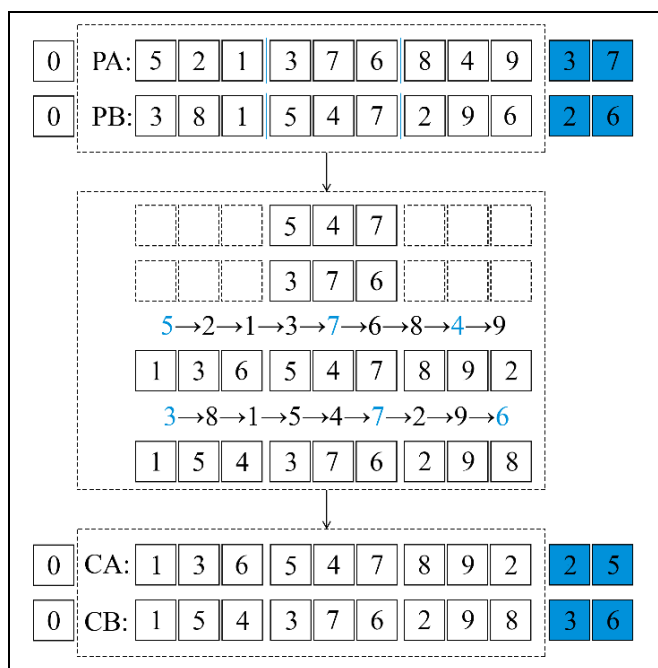 0 PA: 5 2 1 3 7 6 8 4 9 3 7
0 PB: 3 8 1 5 4 7 2 9 6 2 6
5 4 7
3 7 6
5→2→1→3→7→6→8→4→9
1 3 6 5 4 7 8 9 2
3→8→1→5→4→7→2→9→6
1 5 4 3 7 6 2 9 8
0 CA: 1 3 6 5 4 7 8 9 2 2 5
0 CB: 1 5 4 3 7 6 2 9 8 3 6